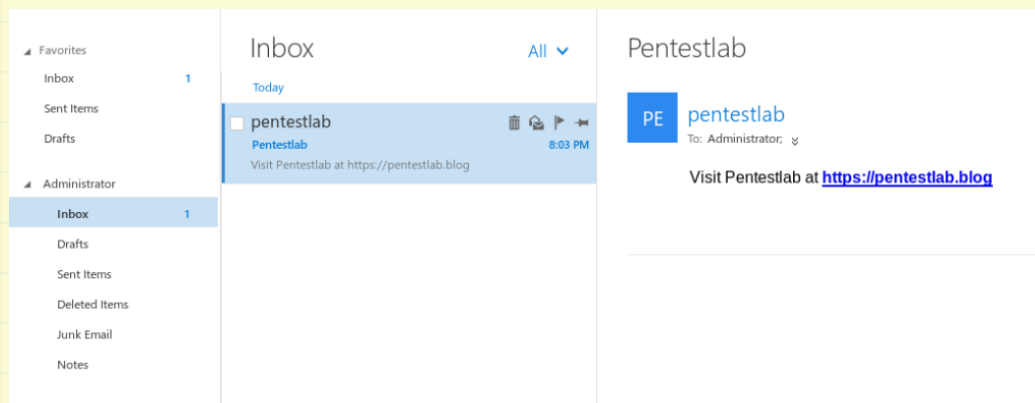 Favorites
Inbox 1
Sent Items
Drafts
Administrator
Inbox 1
Drafts
Sent Items
Deleted Items
Junk Email
Notes
Inbox All
Today
pentestlab
Pentestlab 8:03 PM
Visit Pentestlab at https://pentestlab.blog
Pentestlab
PE pentestlab
To: Administrator;
Visit Pentestlab at https://pentestlab.blog